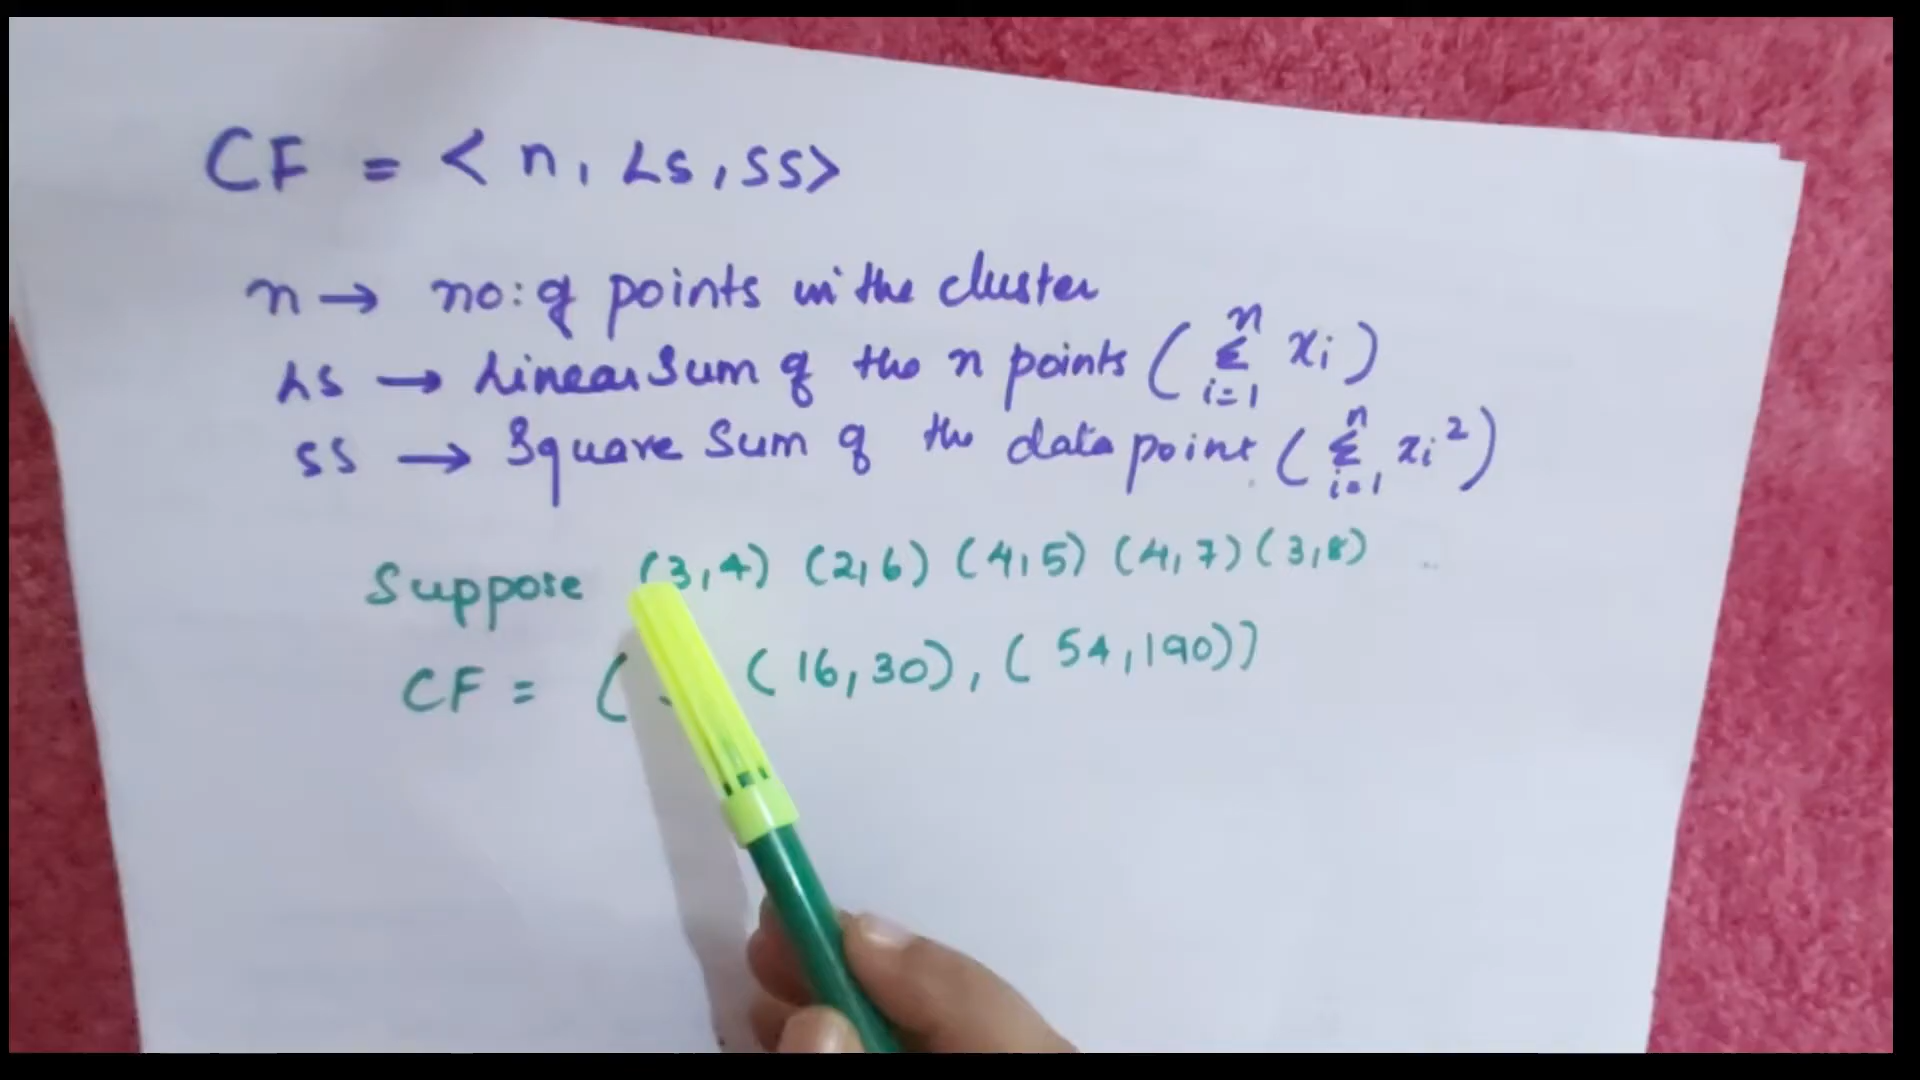 CF = < n, LS, SS>
n → no: of points in the cluster
LS → Linear Sum of the n points ( n Σ i=1 xi )
SS → Square Sum of the data point ( n Σ i=1 xi² )
Suppose (3,4) (2,6) (4,5) (4,7) (3,8)
CF = ( (16,30), ( 54,190))